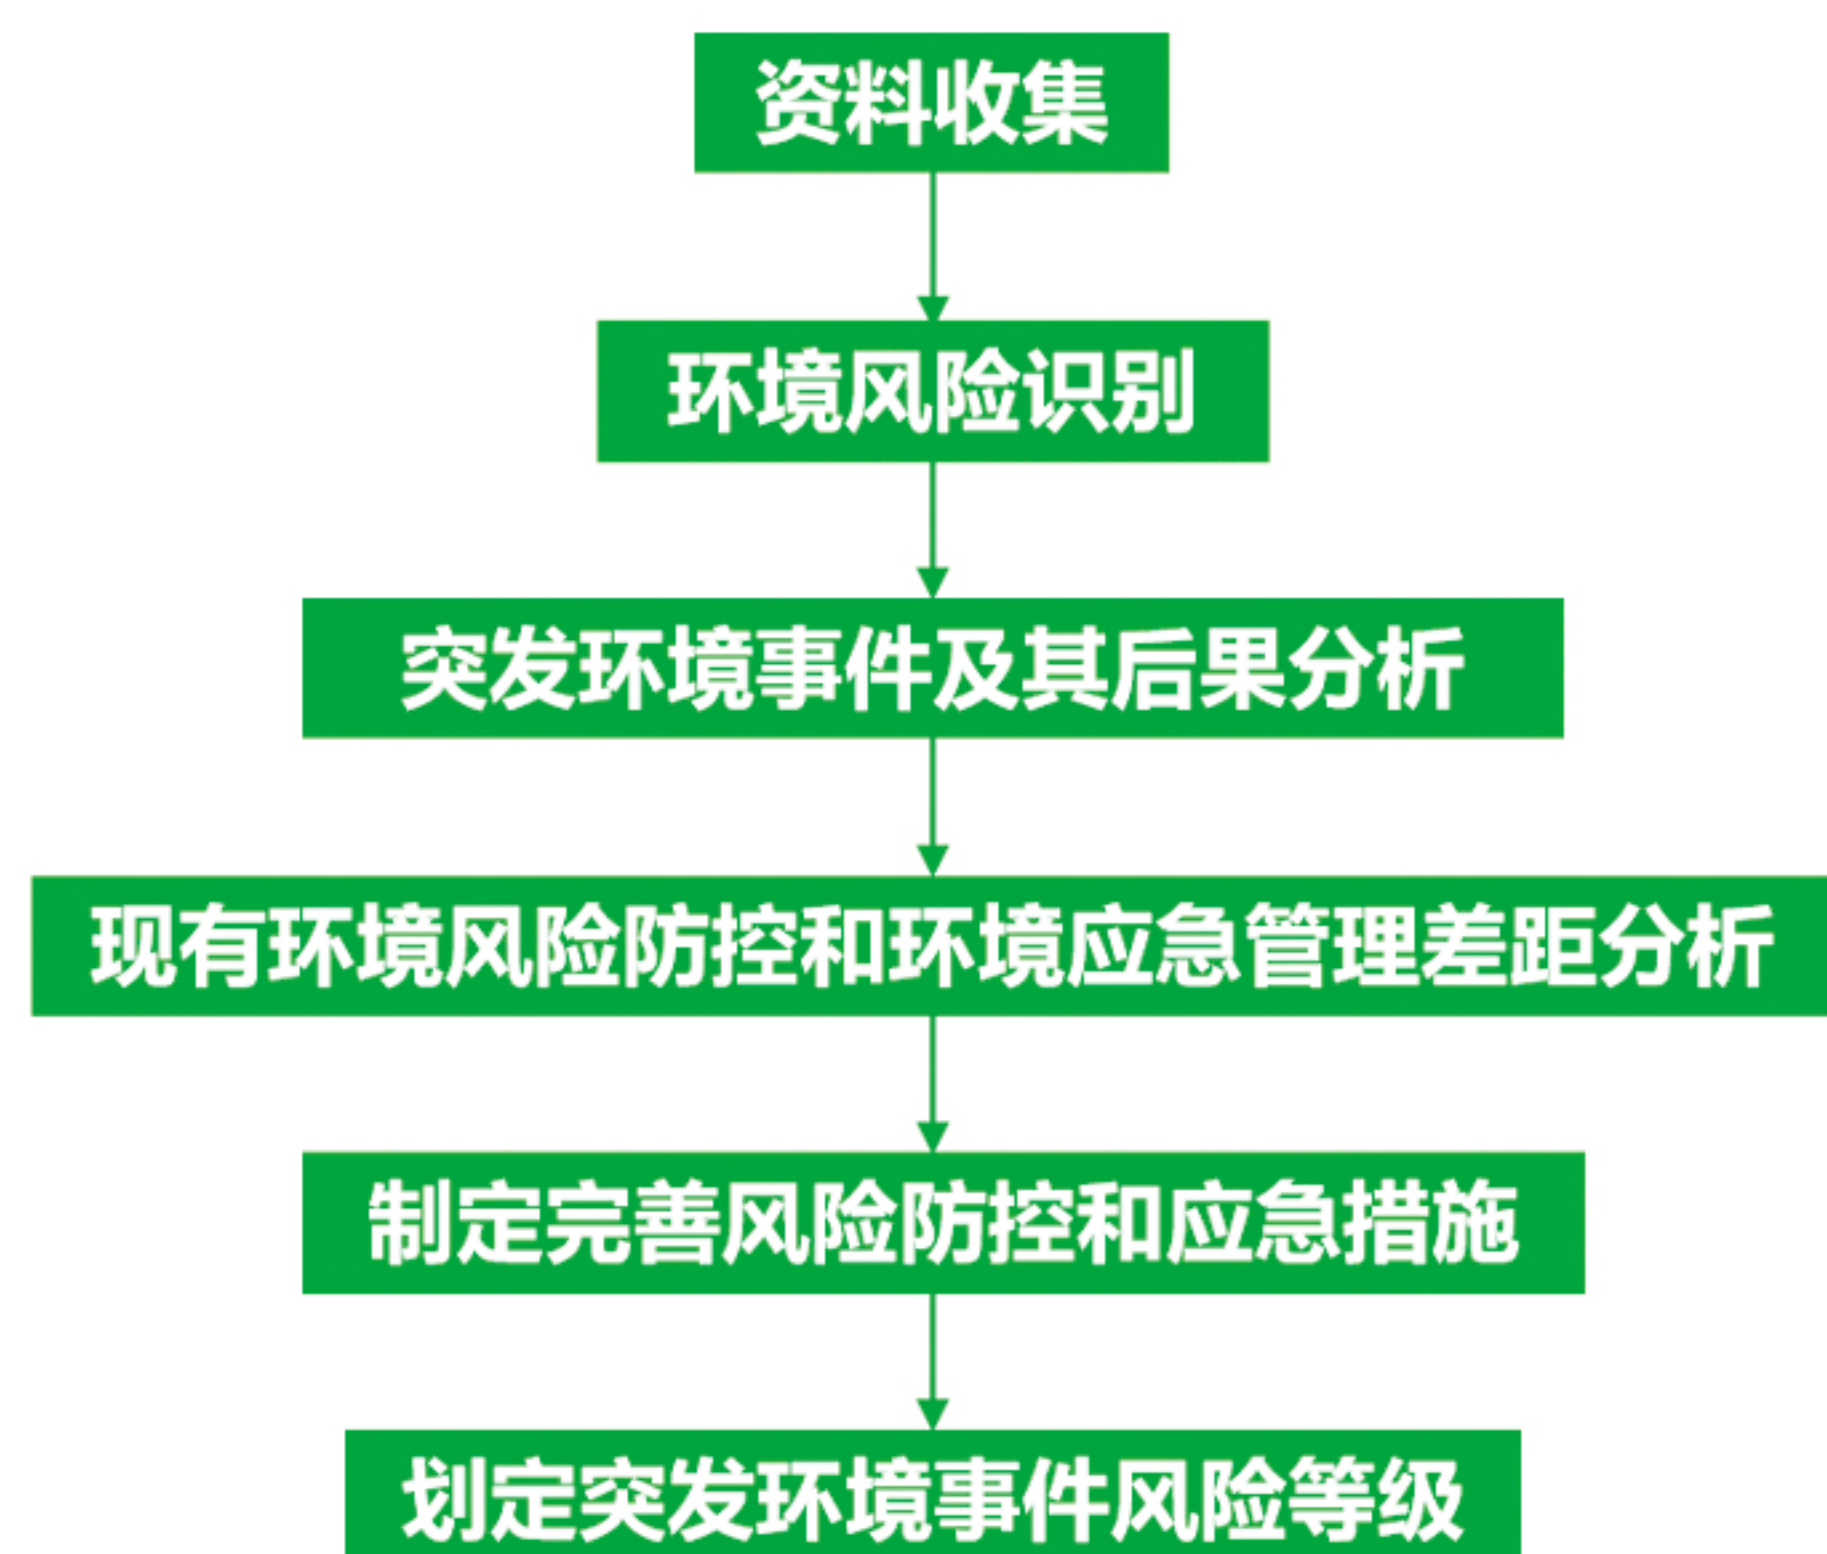 资料收集
环境风险识别
突发环境事件及其后果分析
现有环境风险防控和环境应急管理差距分析
制定完善风险防控和应急措施
划定突发环境事件风险等级